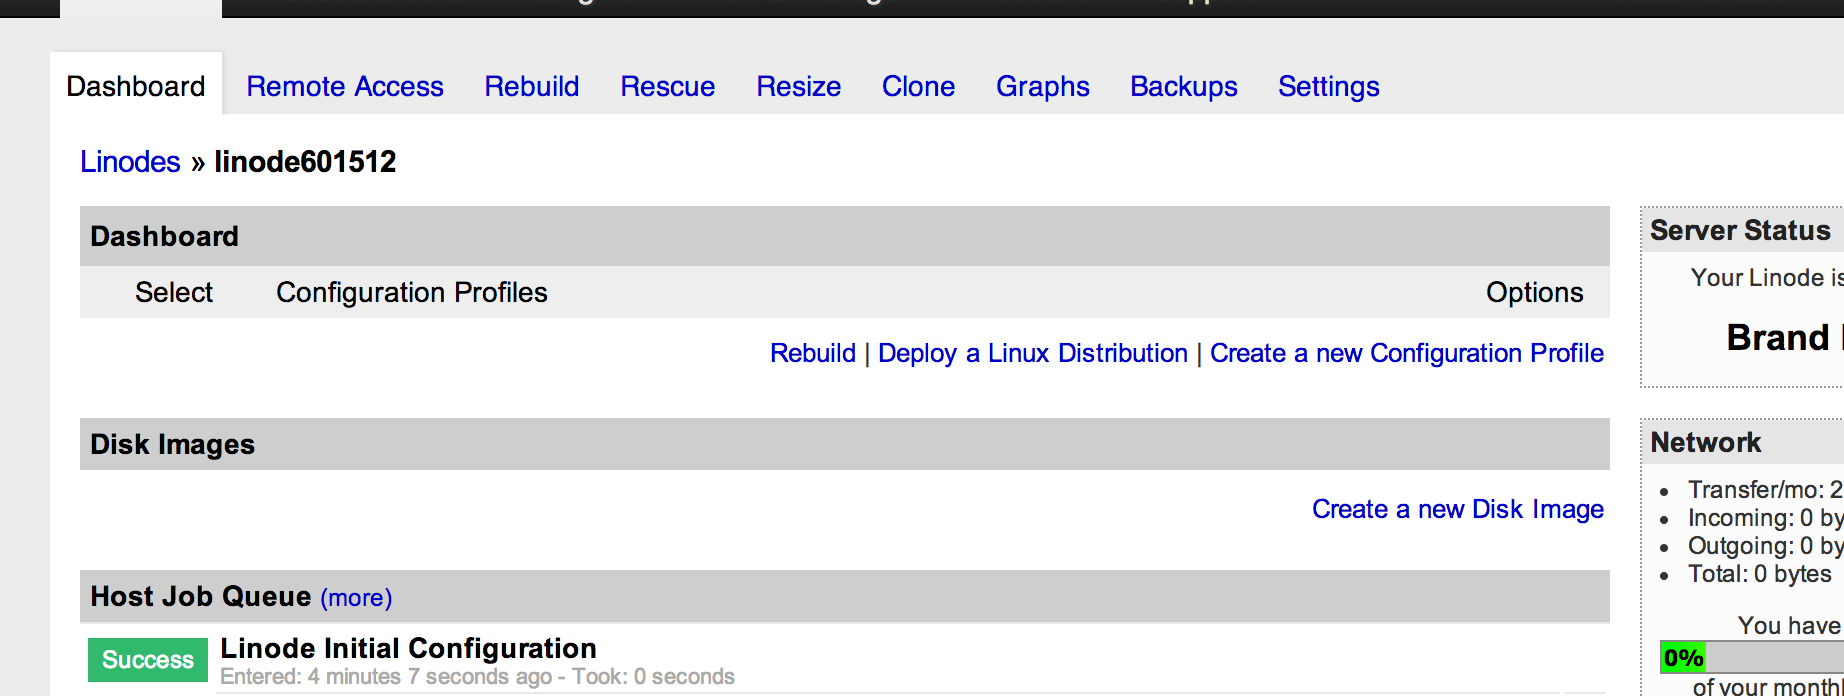 Dashboard Remote Access Rebuild Rescue Resize Clone Graphs Backups Settings
Linodes » linode601512
Dashboard
Select Configuration Profiles Options
Rebuild | Deploy a Linux Distribution | Create a new Configuration Profile
Disk Images
Create a new Disk Image
Host Job Queue (more)
Success Linode Initial Configuration
Entered: 4 minutes 7 seconds ago - Took: 0 seconds
Server Status
Your Linode is
Brand
Network
Transfer/mo: 2
Incoming: 0 by
Outgoing: 0 by
Total: 0 bytes
You have
0%
of your month